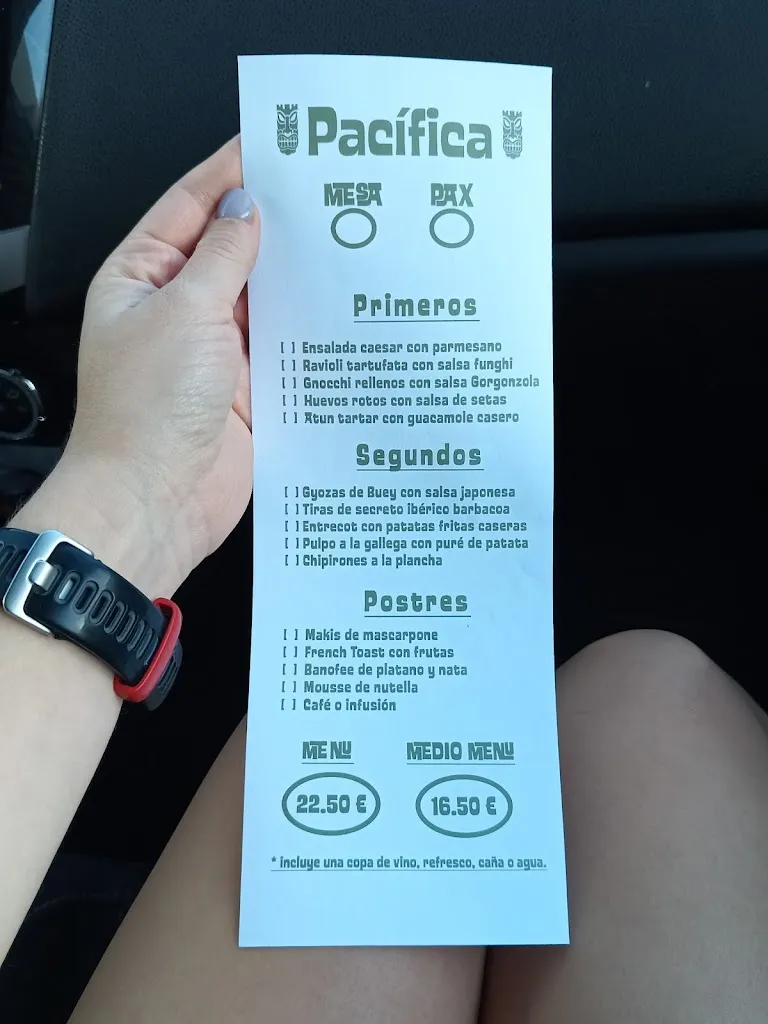 Pacífica
MESA PAX
Primeros
[ ] Ensalada caesar con parmesano
[ ] Ravioli tartufata con salsa funghi
[ ] Gnocchi rellenos con salsa Gorgonzola
[ ] Huevos rotos con salsa de setas
[ ] Atun tartar con guacamole casero
Segundos
[ ] Gyozas de Buey con salsa japonesa
[ ] Tiras de secreto ibérico barbacoa
[ ] Entrecot con patatas fritas caseras
[ ] Pulpo a la gallega con puré de patata
[ ] Chipirones a la plancha
Postres
[ ] Makis de mascarpone
[ ] French Toast con frutas
[ ] Banofee de platano y nata
[ ] Mousse de nutella
[ ] Café o infusión
MENU MEDIO MENU
22.50 € 16.50 €
* incluye una copa de vino, refresco, caña o agua.